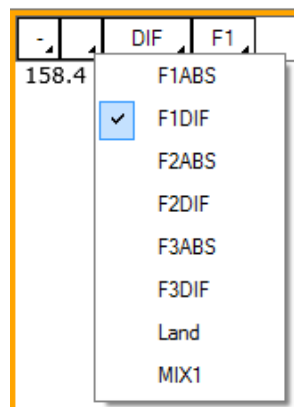 - DIF F1
158.4
F1ABS
F1DIF
F2ABS
F2DIF
F3ABS
F3DIF
Land
MIX1